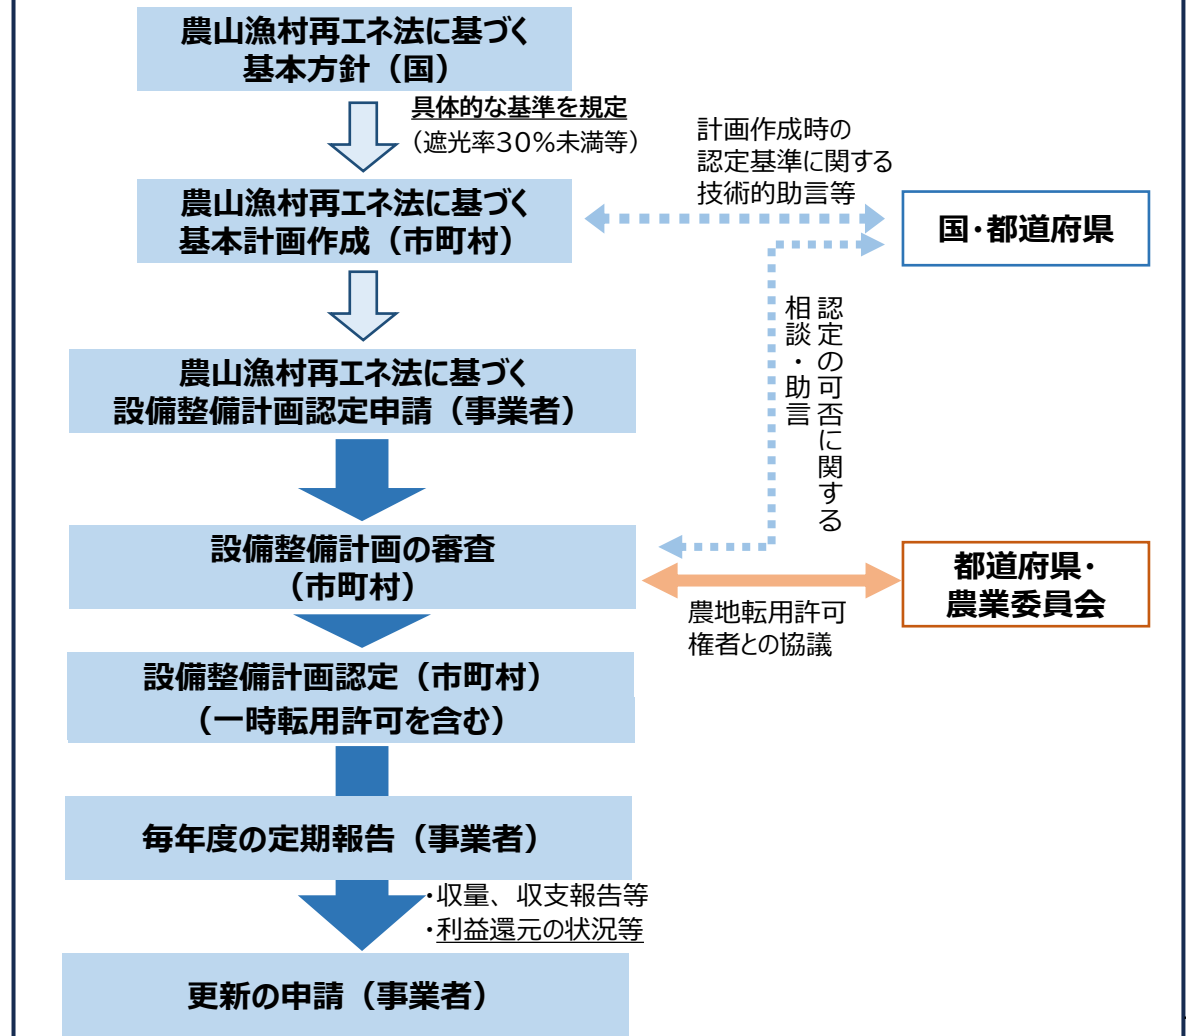 農山漁村再エネ法に基づく
基本方針（国）
具体的な基準を規定
（遮光率30％未満等）
計画作成時の
認定基準に関する
技術的助言等
農山漁村再エネ法に基づく
基本計画作成（市町村）
国・都道府県
認定の可否に関する
相談・助言
農山漁村再エネ法に基づく
設備整備計画認定申請（事業者）
設備整備計画の審査
（市町村）
都道府県・
農業委員会
農地転用許可
権者との協議
設備整備計画認定（市町村）
（一時転用許可を含む）
毎年度の定期報告（事業者）
・収量、収支報告等
・利益還元の状況等
更新の申請（事業者）